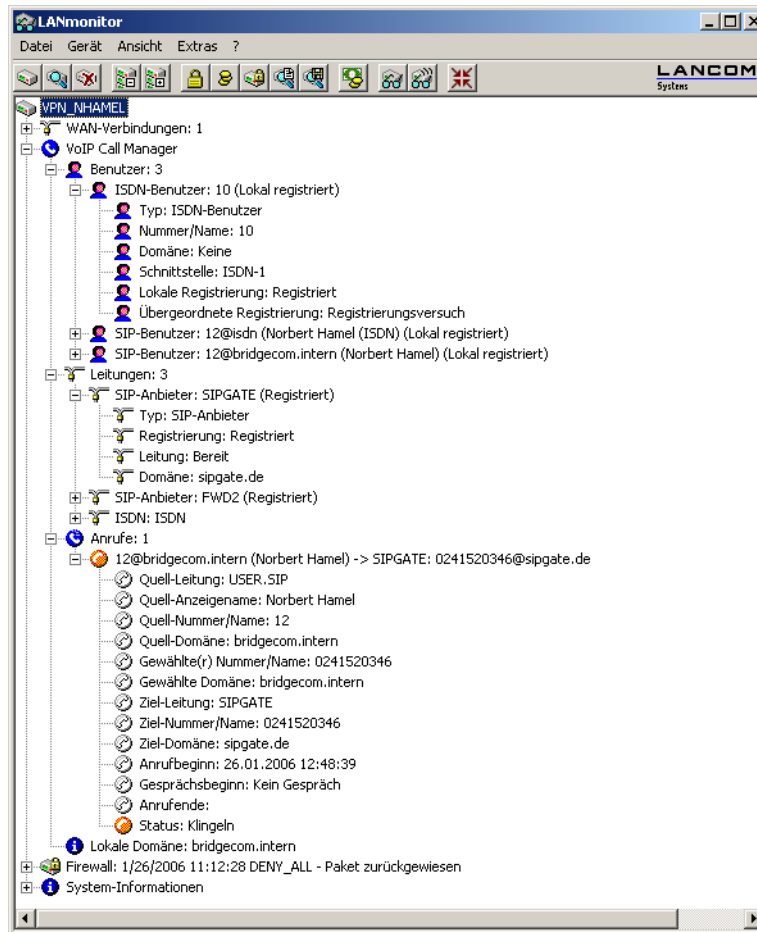 LANmonitor
Datei Gerät Ansicht Extras ?
LANCOM
Systems
VPN_NHAMEL
WAN-Verbindungen: 1
VoIP Call Manager
Benutzer: 3
ISDN-Benutzer: 10 (Lokal registriert)
Typ: ISDN-Benutzer
Nummer/Name: 10
Domäne: Keine
Schnittstelle: ISDN-1
Lokale Registrierung: Registriert
Übergeordnete Registrierung: Registrierungsversuch
SIP-Benutzer: 12@isdn (Norbert Hamel (ISDN) (Lokal registriert)
SIP-Benutzer: 12@bridgecom.intern (Norbert Hamel) (Lokal registriert)
Leitungen: 3
SIP-Anbieter: SIPGATE (Registriert)
Typ: SIP-Anbieter
Registrierung: Registriert
Leitung: Bereit
Domäne: sipgate.de
SIP-Anbieter: FWD2 (Registriert)
ISDN: ISDN
Anrufe: 1
12@bridgecom.intern (Norbert Hamel) -> SIPGATE: 0241520346@sipgate.de
Quell-Leitung: USER.SIP
Quell-Anzeigename: Norbert Hamel
Quell-Nummer/Name: 12
Quell-Domäne: bridgecom.intern
Gewählte(r) Nummer/Name: 0241520346
Gewählte Domäne: bridgecom.intern
Ziel-Leitung: SIPGATE
Ziel-Nummer/Name: 0241520346
Ziel-Domäne: sipgate.de
Anrufbeginn: 26.01.2006 12:48:39
Gesprächsbeginn: Kein Gespräch
Anrufende:
Status: Klingeln
Lokale Domäne: bridgecom.intern
Firewall: 1/26/2006 11:12:28 DENY_ALL - Paket zurückgewiesen
System-Informationen